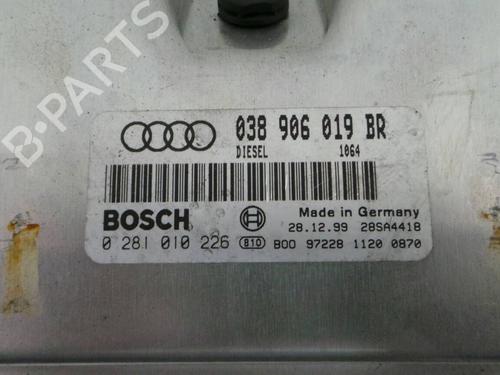 038 906 019 BR
DIESEL 1064
BOSCH Made in Germany
28.12.99 28SA4418
0 281 010 226 810 B00 97228 1120 0870